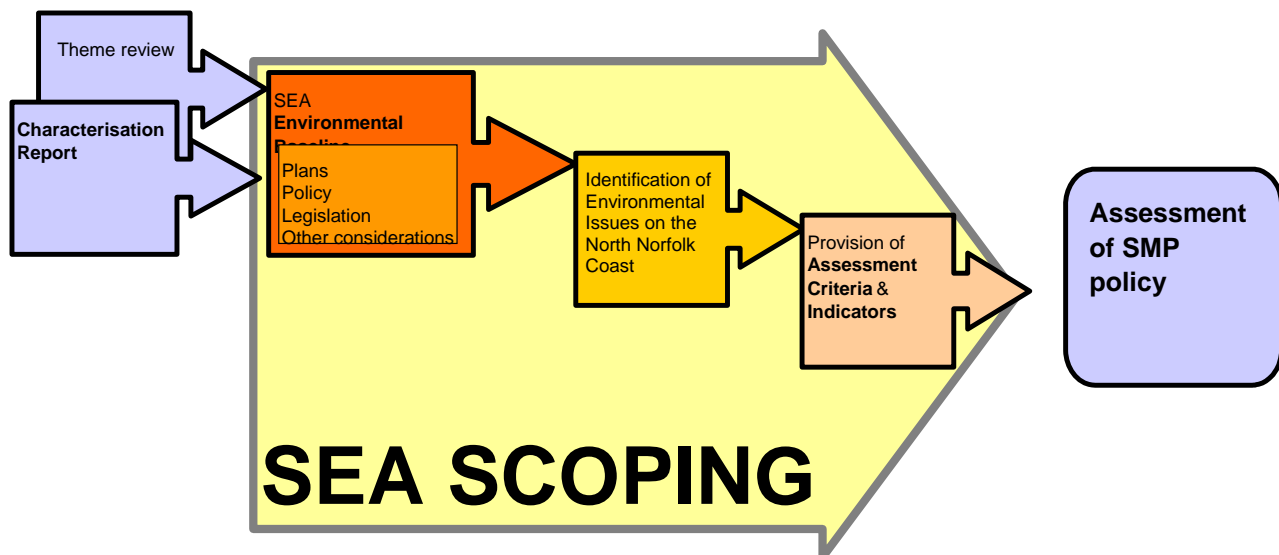 Theme review
Characterisation
Report
SEA
Environmental
Baseline
Plans
Policy
Legislation
Other considerations
Identification of
Environmental
Issues on the
North Norfolk
Coast
Provision of
Assessment
Criteria &
Indicators
Assessment
of SMP
policy
SEA SCOPING